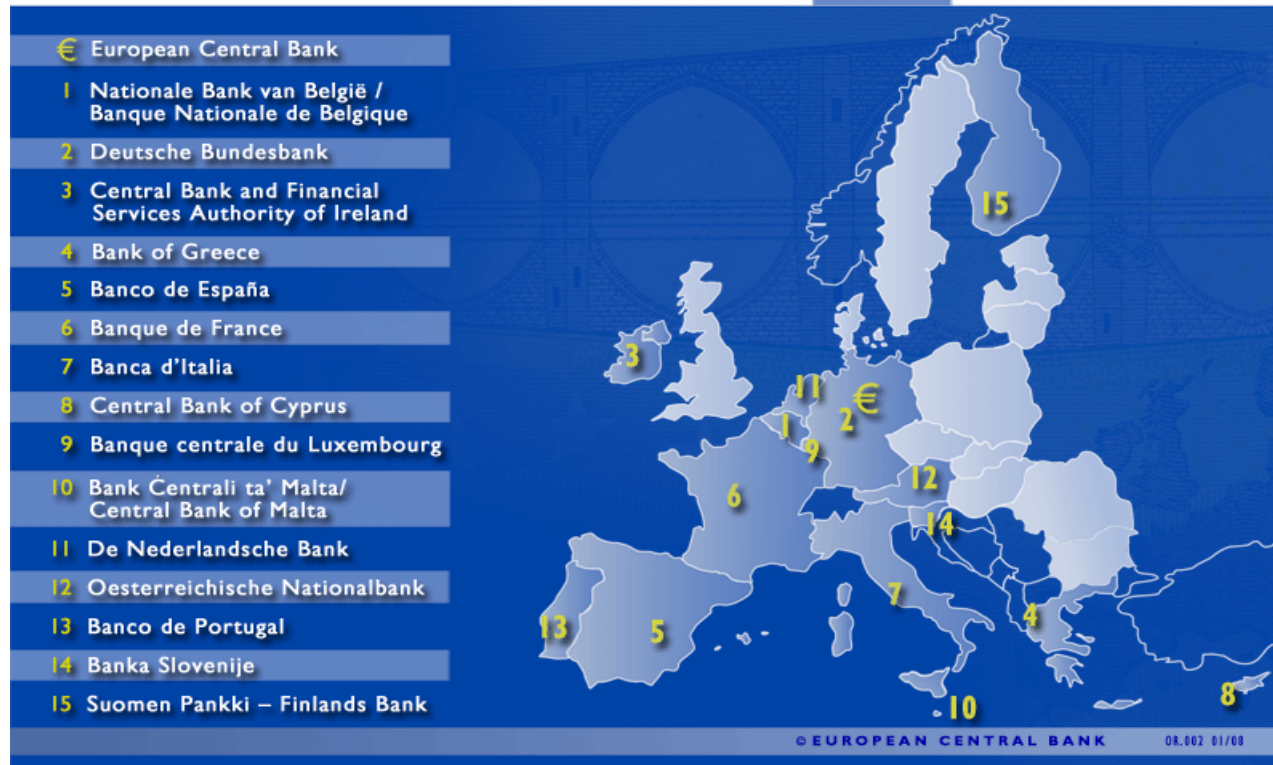 € European Central Bank
1 Nationale Bank van België /
Banque Nationale de Belgique
2 Deutsche Bundesbank
3 Central Bank and Financial
Services Authority of Ireland
4 Bank of Greece
5 Banco de España
6 Banque de France
7 Banca d'Italia
8 Central Bank of Cyprus
9 Banque centrale du Luxembourg
10 Bank Ċentrali ta' Malta/
Central Bank of Malta
11 De Nederlandsche Bank
12 Oesterreichische Nationalbank
13 Banco de Portugal
14 Banka Slovenije
15 Suomen Pankki – Finlands Bank
15
3
11
€
2
1
9
12
6
14
7
4
13
5
8
10
© EUROPEAN CENTRAL BANK
OR.002 01/08